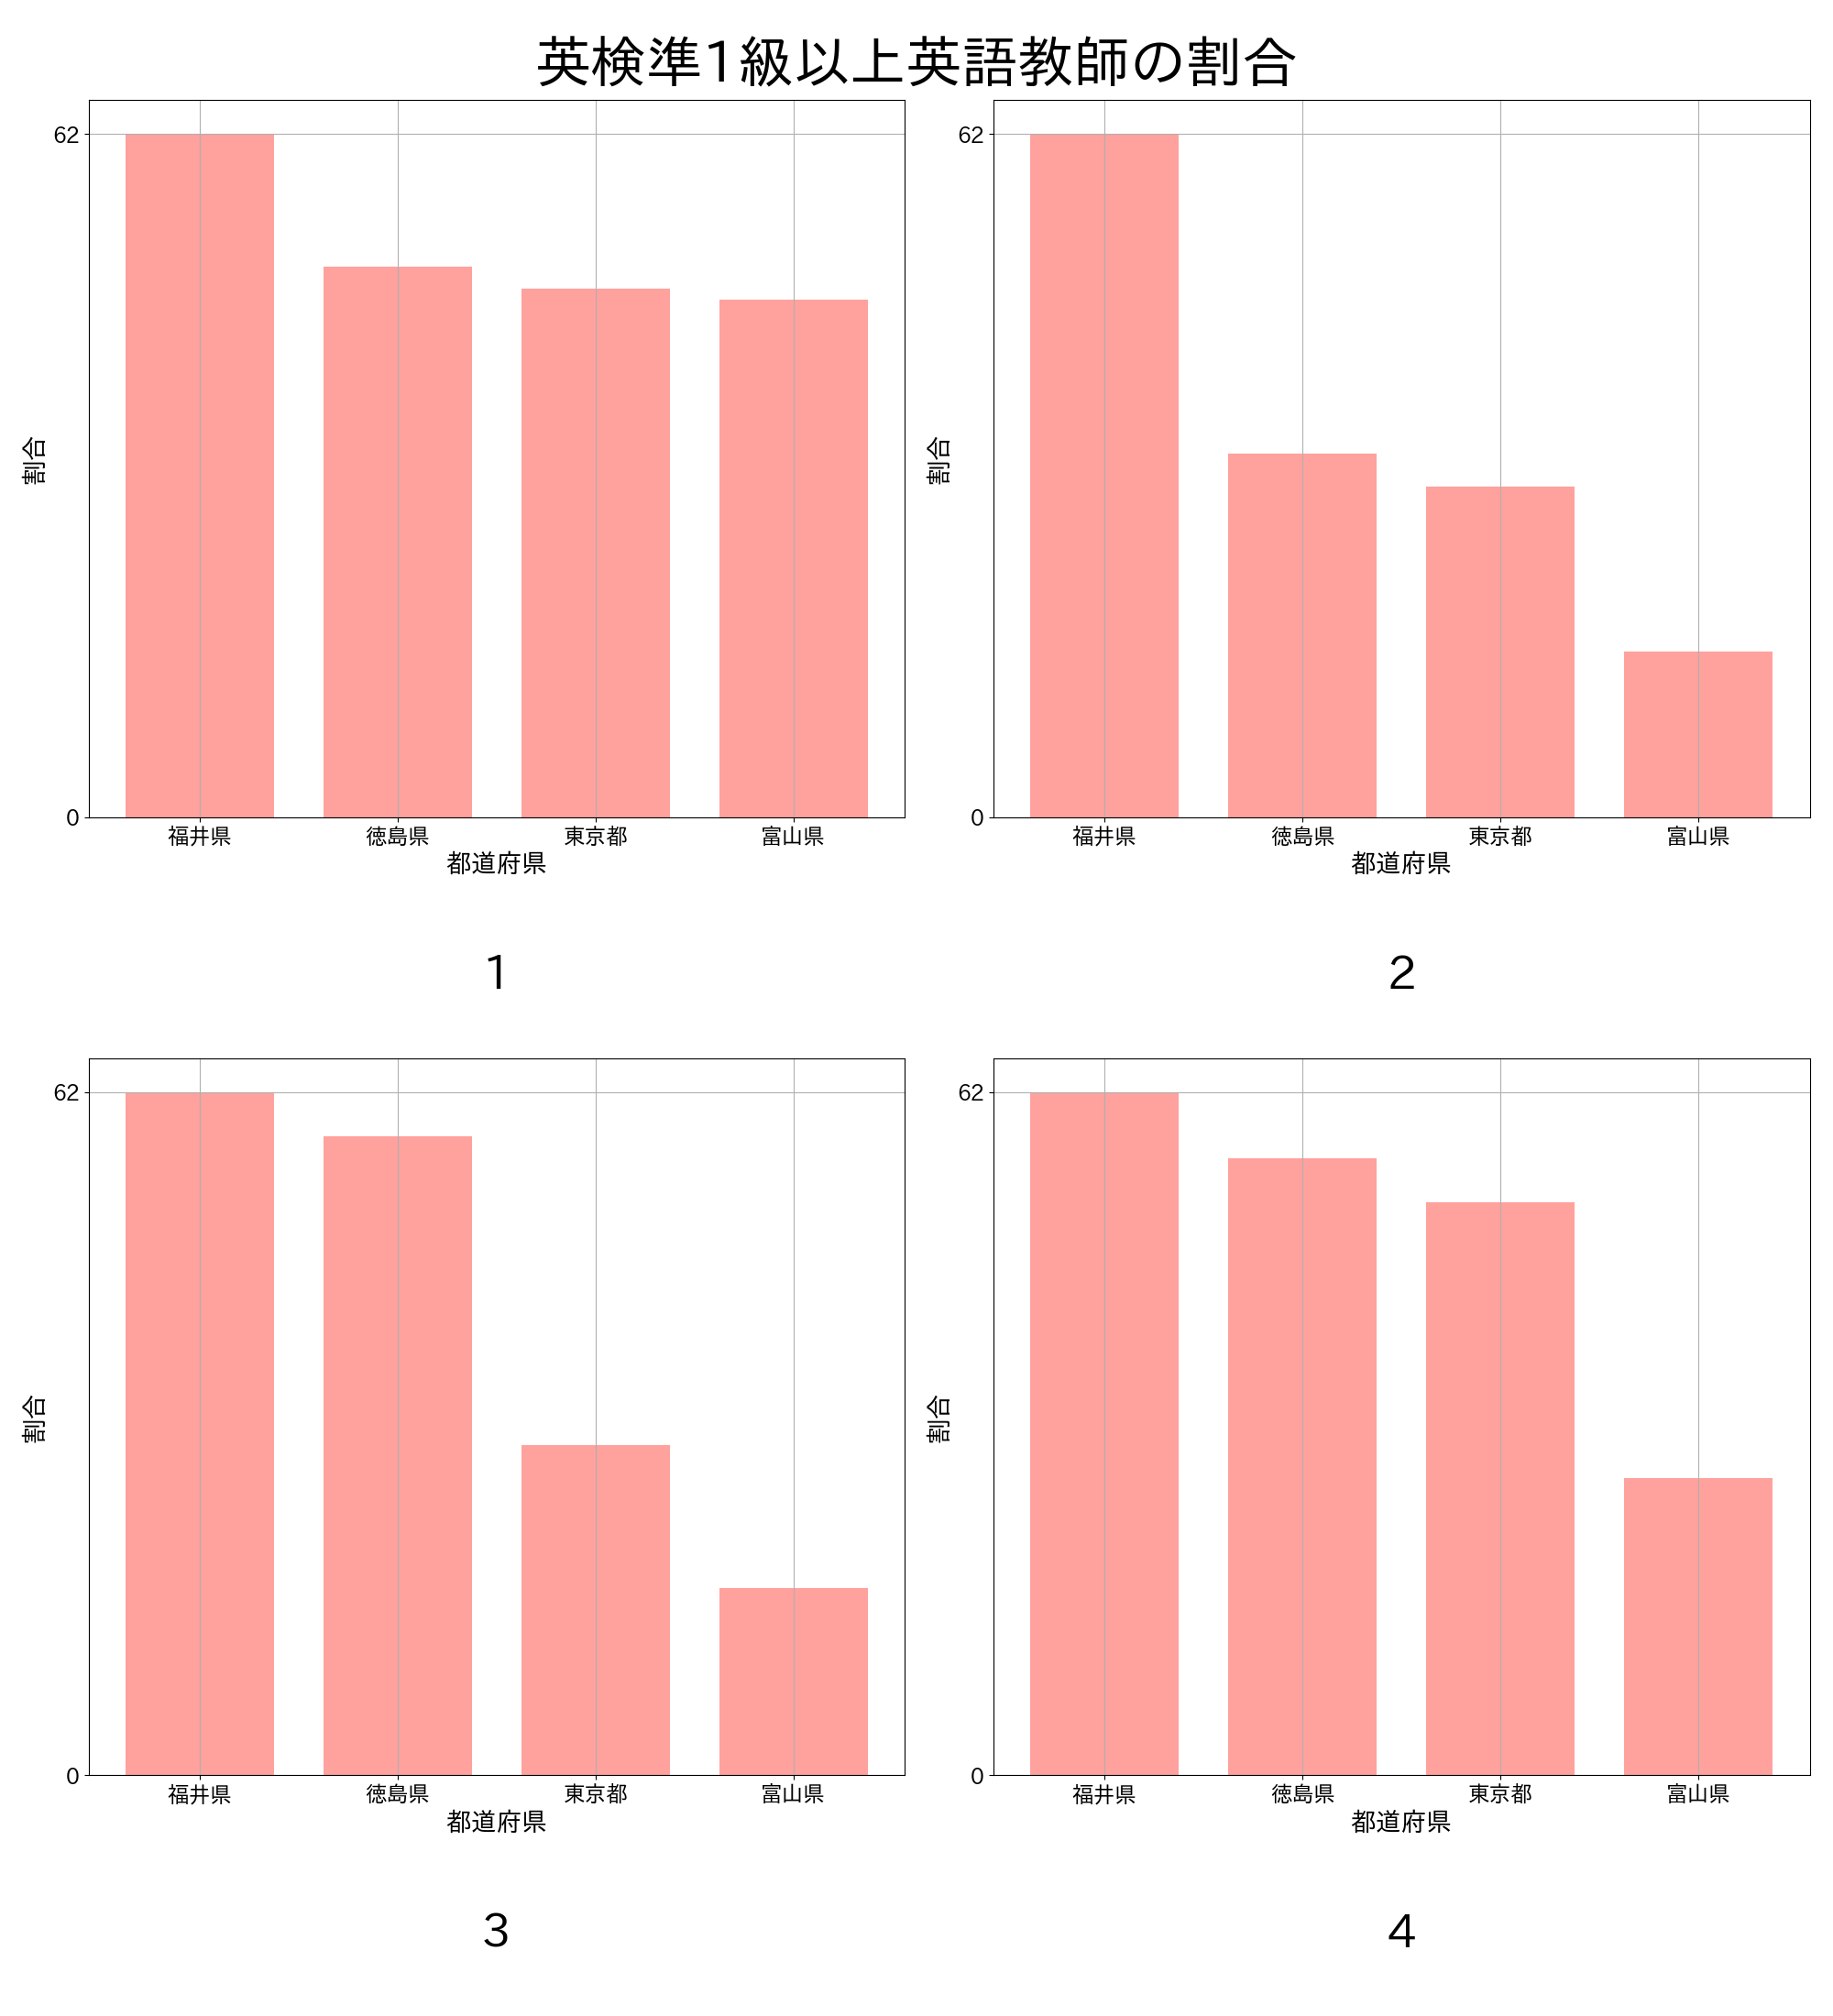 英検準1級以上英語教師の割合
62
0
割合
福井県 徳島県 東京都 富山県
都道府県
1
62
0
割合
福井県 徳島県 東京都 富山県
都道府県
2
62
0
割合
福井県 徳島県 東京都 富山県
都道府県
3
62
0
割合
福井県 徳島県 東京都 富山県
都道府県
4